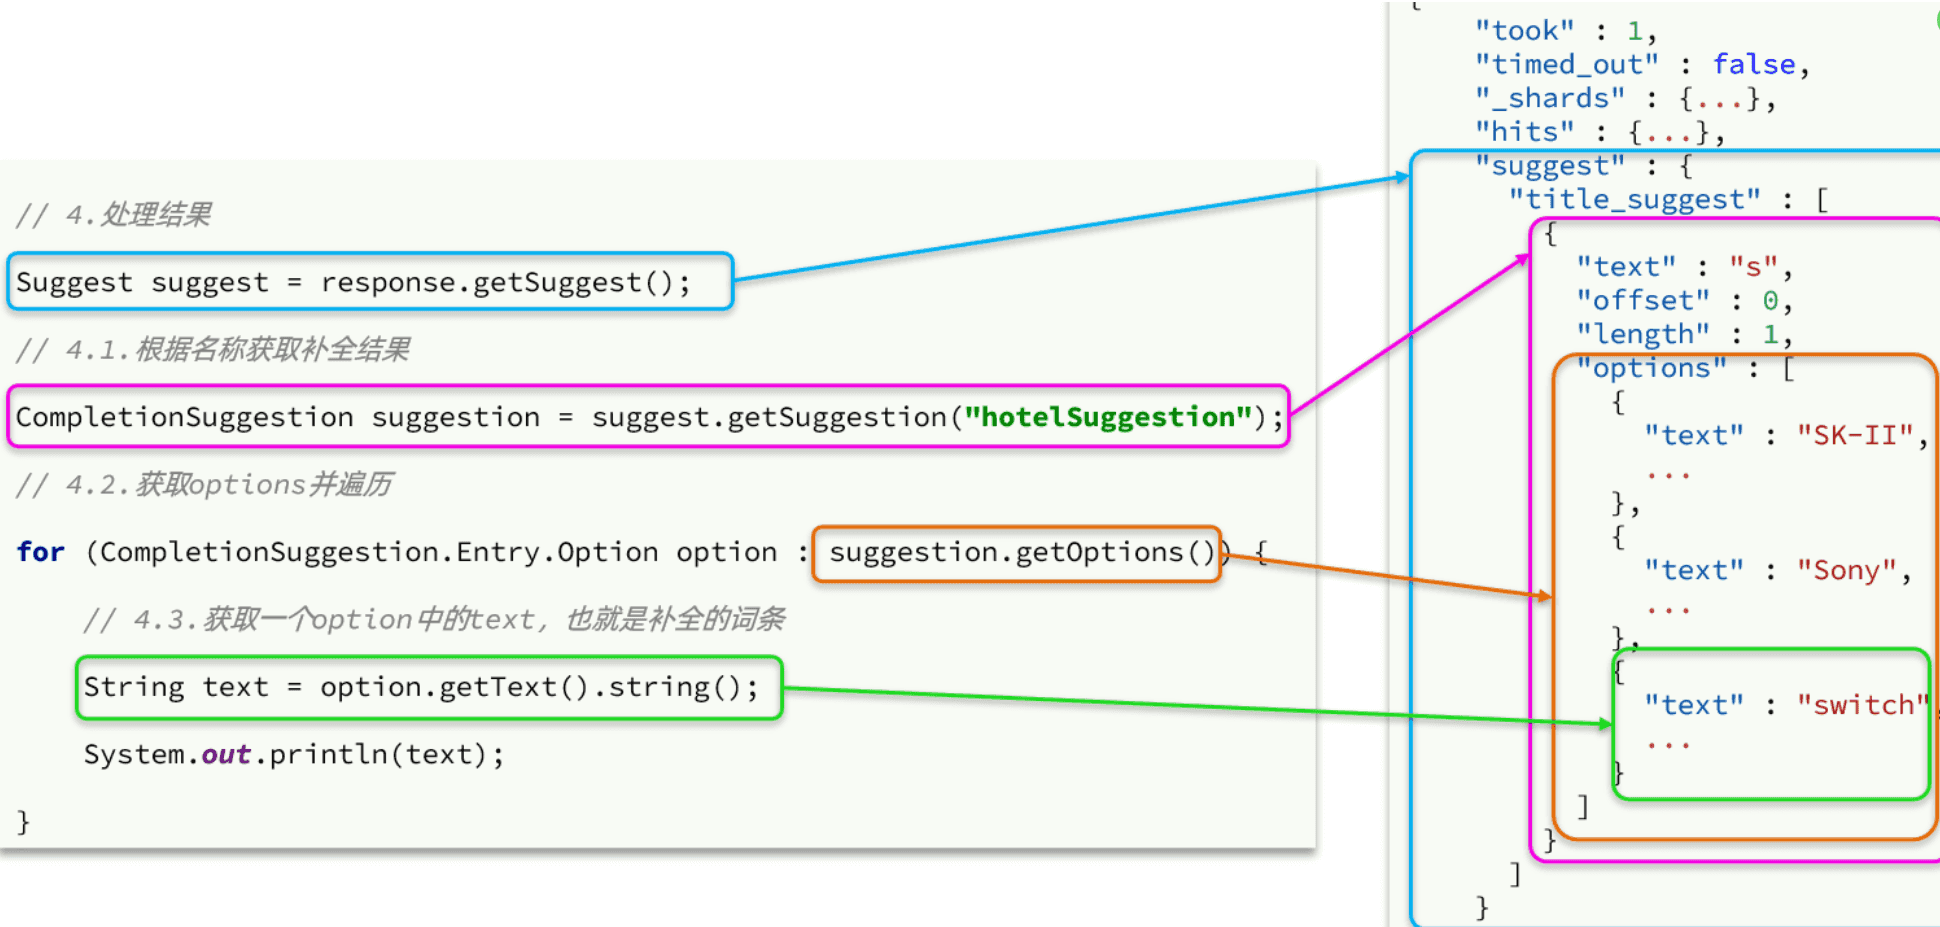 // 4.处理结果
Suggest suggest = response.getSuggest();
// 4.1.根据名称获取补全结果
CompletionSuggestion suggestion = suggest.getSuggestion("hotelSuggestion");
// 4.2.获取options并遍历
for (CompletionSuggestion.Entry.Option option : suggestion.getOptions()) {
// 4.3.获取一个option中的text，也就是补全的词条
String text = option.getText().string();
System.out.println(text);
}
{
"took" : 1,
"timed_out" : false,
"_shards" : {...},
"hits" : {...},
"suggest" : {
"title_suggest" : [
{
"text" : "s",
"offset" : 0,
"length" : 1,
"options" : [
{
"text" : "SK-II",
...
},
{
"text" : "Sony",
...
},
{
"text" : "switch",
...
}
]
}
]
}